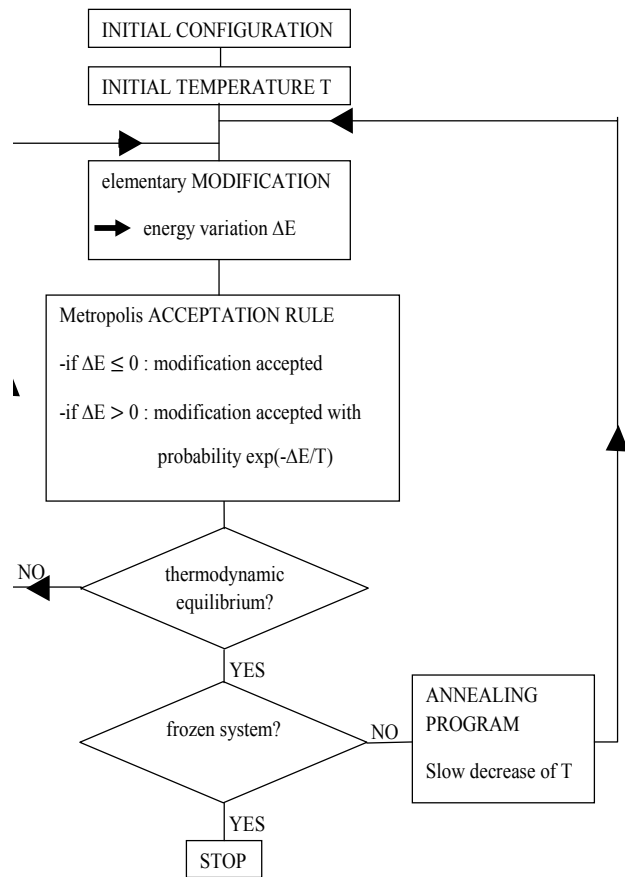 INITIAL CONFIGURATION
INITIAL TEMPERATURE T
elementary MODIFICATION
energy variation ΔE
Metropolis ACCEPTATION RULE
-if ΔE ≤ 0 : modification accepted
-if ΔE > 0 : modification accepted with
probability exp(-ΔE/T)
NO
thermodynamic
equilibrium?
YES
frozen system?
NO
ANNEALING
PROGRAM
Slow decrease of T
YES
STOP